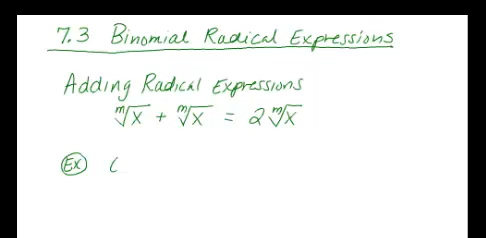 7.3 Binomial Radical Expressions
Adding Radical Expressions
ᵐ√x + ᵐ√x = 2 ᵐ√x
Ex (